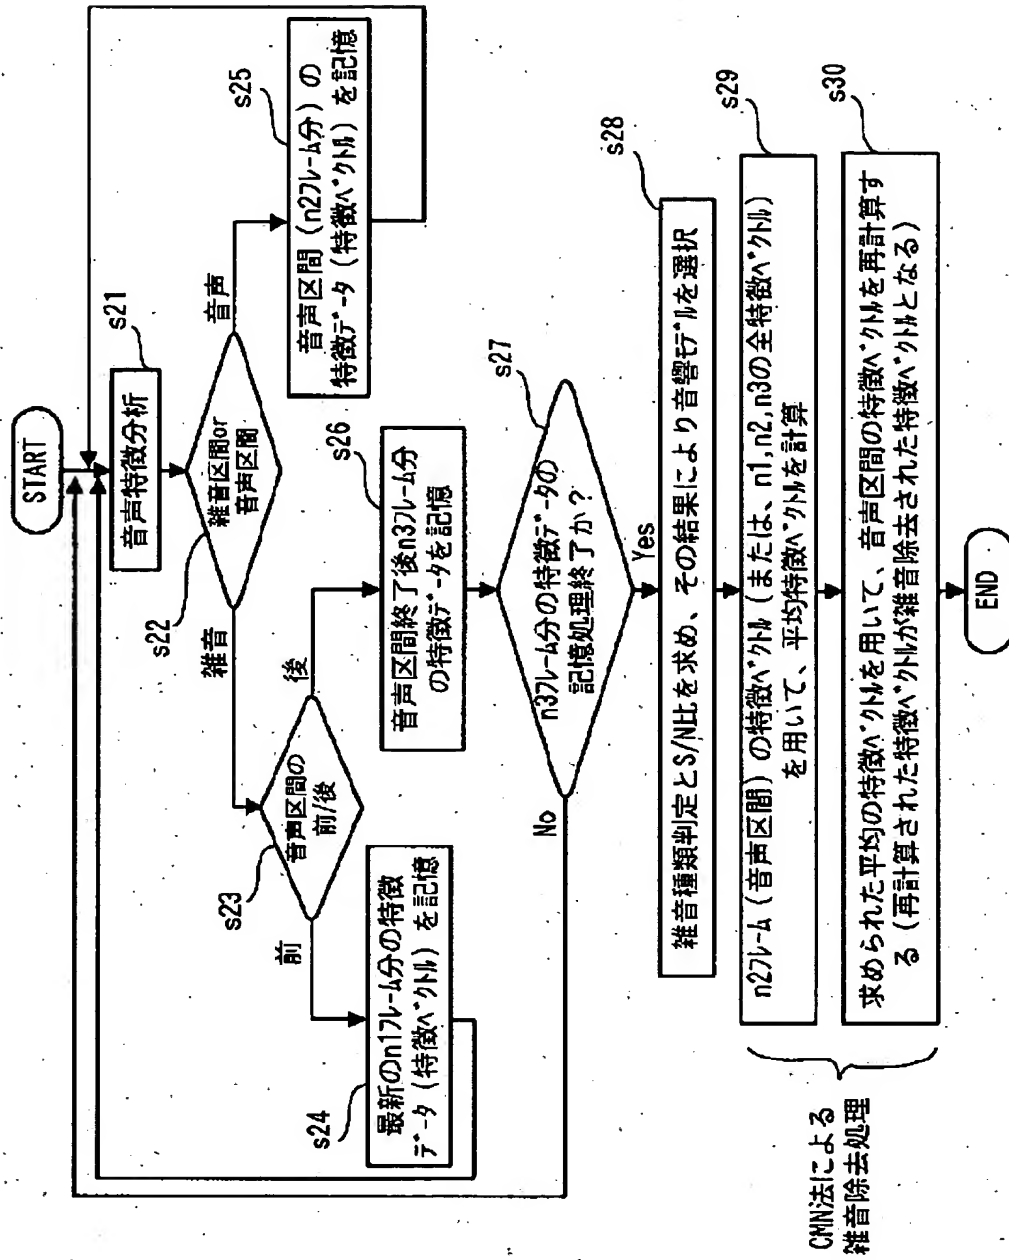 START
s21
音声特徴分析
s22
雑音区間or
音声区間
音声
雑音
s25
音声区間(n2フレーム分)の
特徴データ(特徴ベクトル)を記憶
s23
音声区間の
前/後
前
後
s24
最新のn1フレーム分の特徴
データ(特徴ベクトル)を記憶
s26
音声区間終了後n3フレーム分
の特徴データを記憶
s27
n3フレーム分の特徴データの
記憶処理終了か?
No
Yes
s28
雑音種類判定とS/N比を求め、その結果により音響モデルを選択
s29
n2フレーム(音声区間)の特徴ベクトル(または、n1,n2,n3の全特徴ベクトル)
を用いて、平均特徴ベクトルを計算
s30
求められた平均の特徴ベクトルを用いて、音声区間の特徴ベクトルを再計算す
る(再計算された特徴ベクトルが雑音除去された特徴ベクトルとなる)
CMN法による
雑音除去処理
END